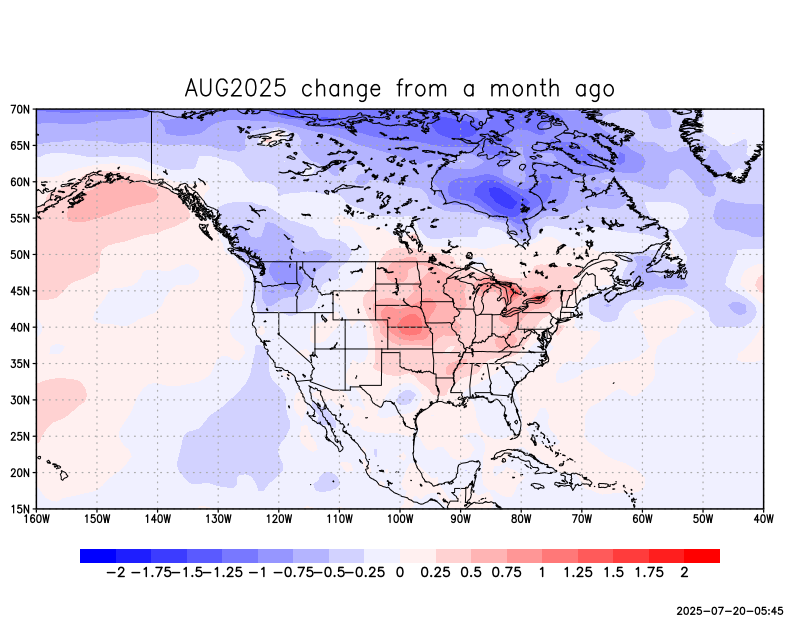 AUG2025 change from a month ago
70N
65N
60N
55N
50N
45N
40N
35N
30N
25N
20N
15N
160W 150W 140W 130W 120W 110W 100W 90W 80W 70W 60W 50W 40W
-2 -1.75 -1.5 -1.25 -1 -0.75 -0.5 -0.25 0 0.25 0.5 0.75 1 1.25 1.5 1.75 2
2025-07-20-05:45